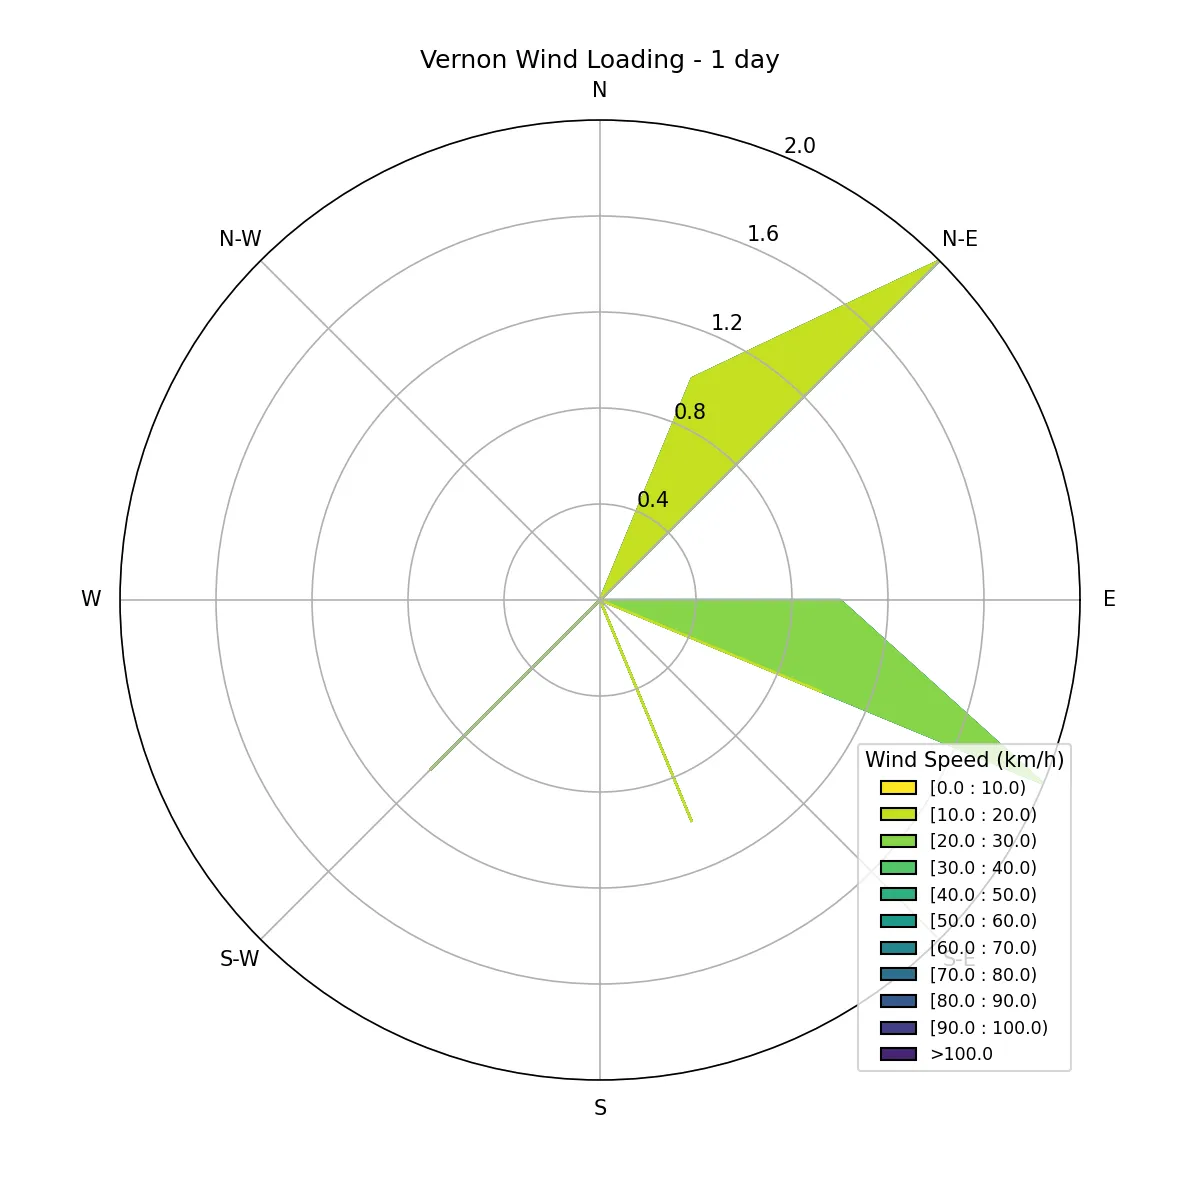 Vernon Wind Loading - 1 day
N
2.0
N-W
1.6
N-E
1.2
0.8
0.4
W
E
Wind Speed (km/h)
[0.0 : 10.0)
[10.0 : 20.0)
[20.0 : 30.0)
[30.0 : 40.0)
[40.0 : 50.0)
[50.0 : 60.0)
[60.0 : 70.0)
[70.0 : 80.0)
[80.0 : 90.0)
[90.0 : 100.0)
>100.0
S-W
S-E
S